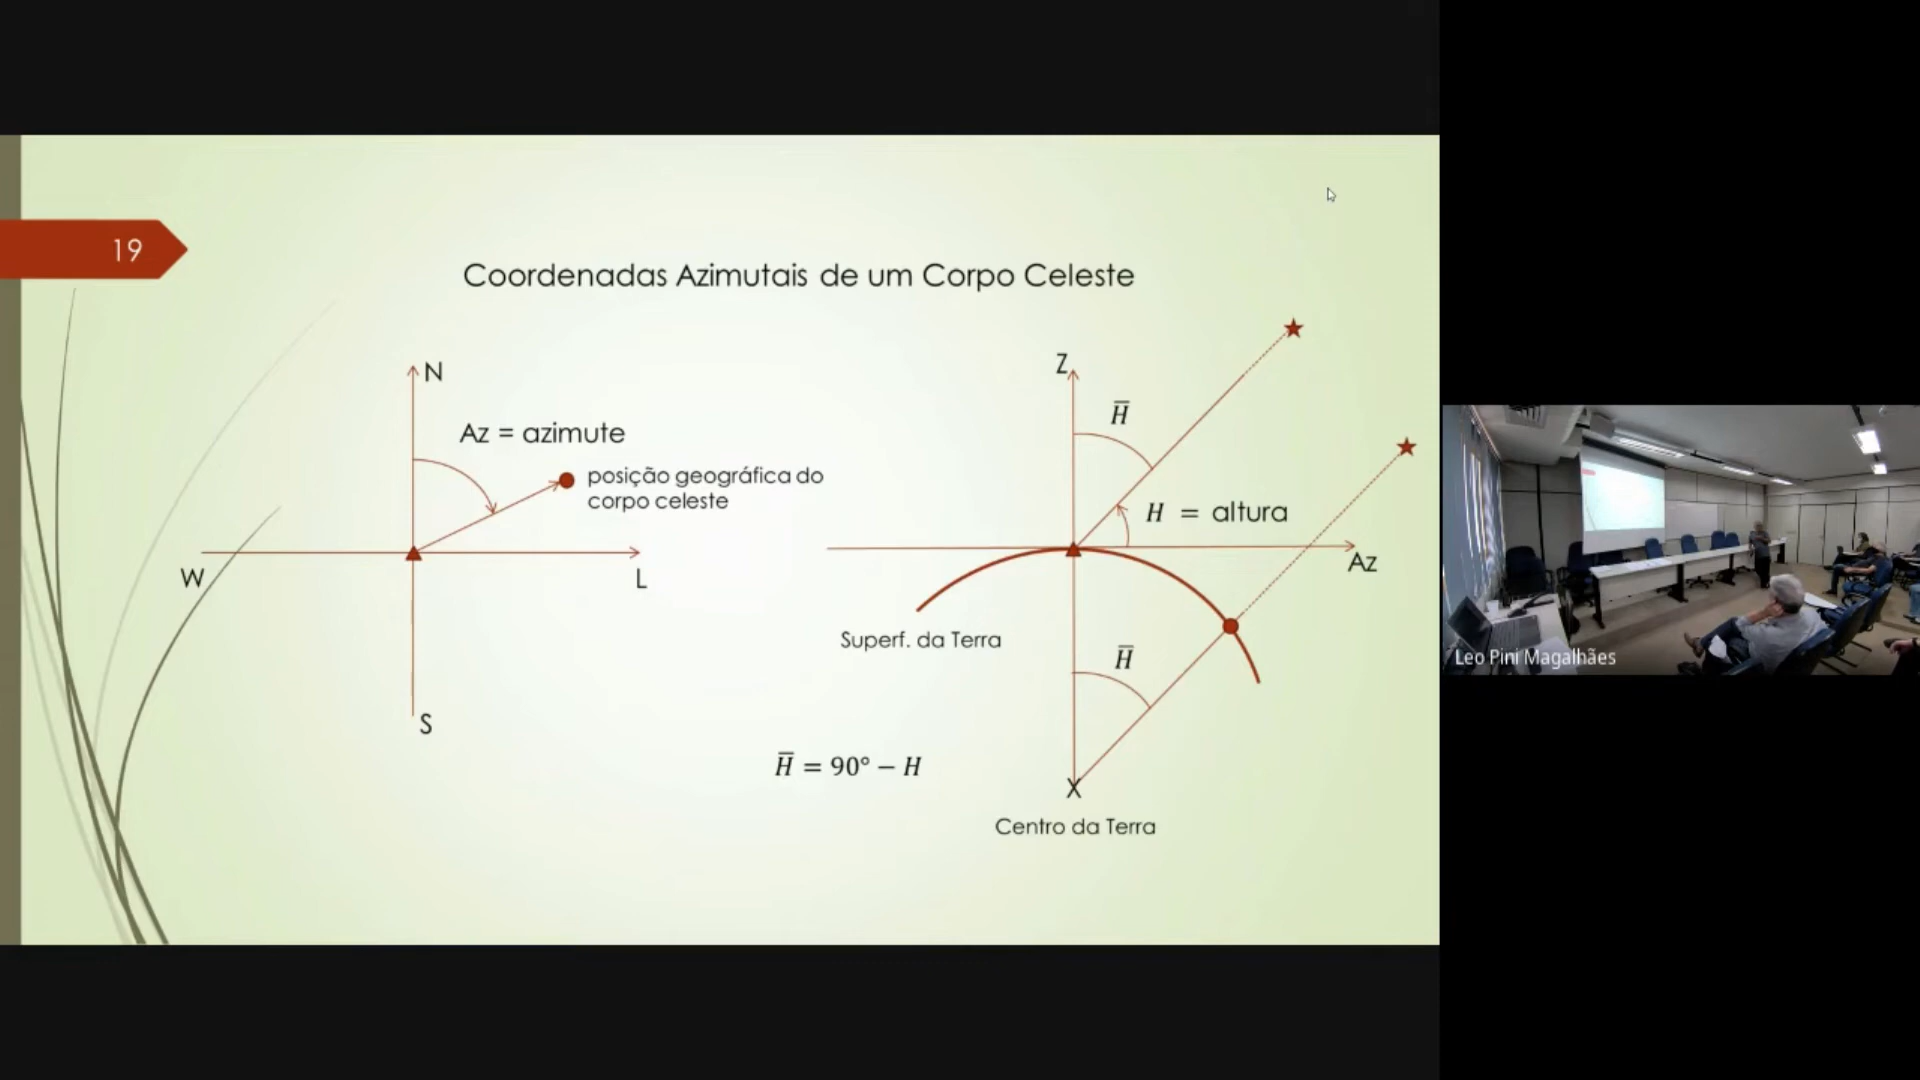 19
Coordenadas Azimutais de um Corpo Celeste
N
Az = azimute
posição geográfica do
corpo celeste
W
L
S
Z
H̅
H = altura
Az
Superf. da Terra
H̅
H̅ = 90° − H
X
Centro da Terra
Leo Pini Magalhães